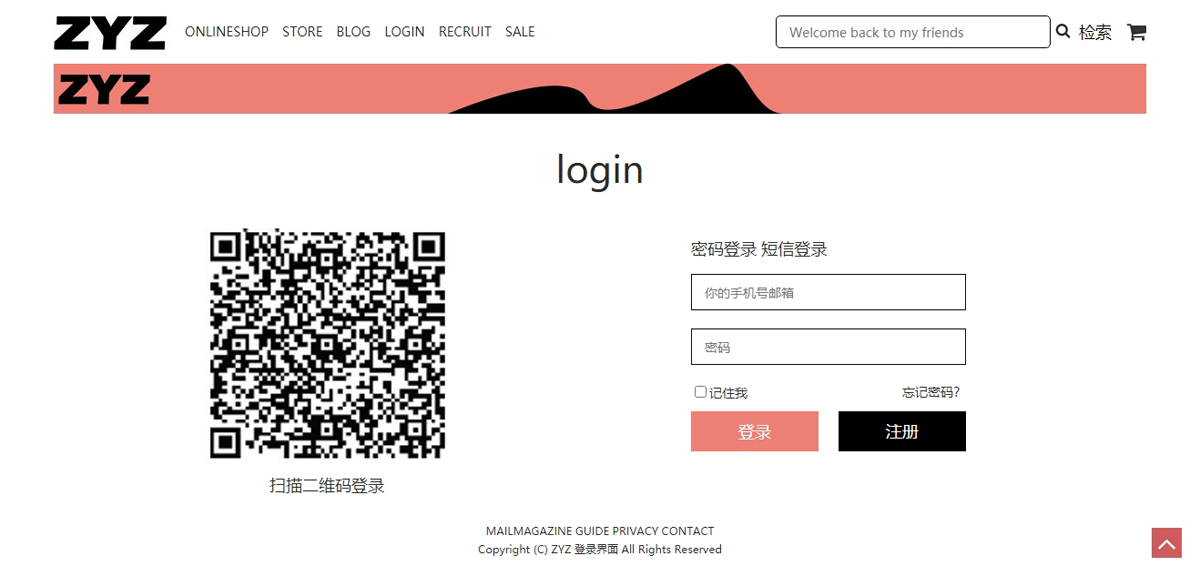 ZYZ ONLINESHOP STORE BLOG LOGIN RECRUIT SALE Welcome back to my friends 检索
ZYZ
login
密码登录 短信登录
你的手机号邮箱
密码
记住我 忘记密码?
登录 注册
扫描二维码登录
MAILMAGAZINE GUIDE PRIVACY CONTACT
Copyright (C) ZYZ 登录界面 All Rights Reserved